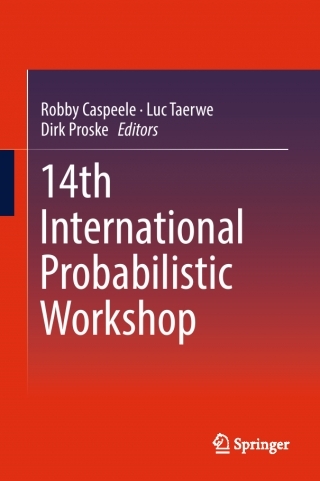 Robby Caspeele · Luc Taerwe
Dirk Proske Editors
14th
International
Probabilistic
Workshop
Springer